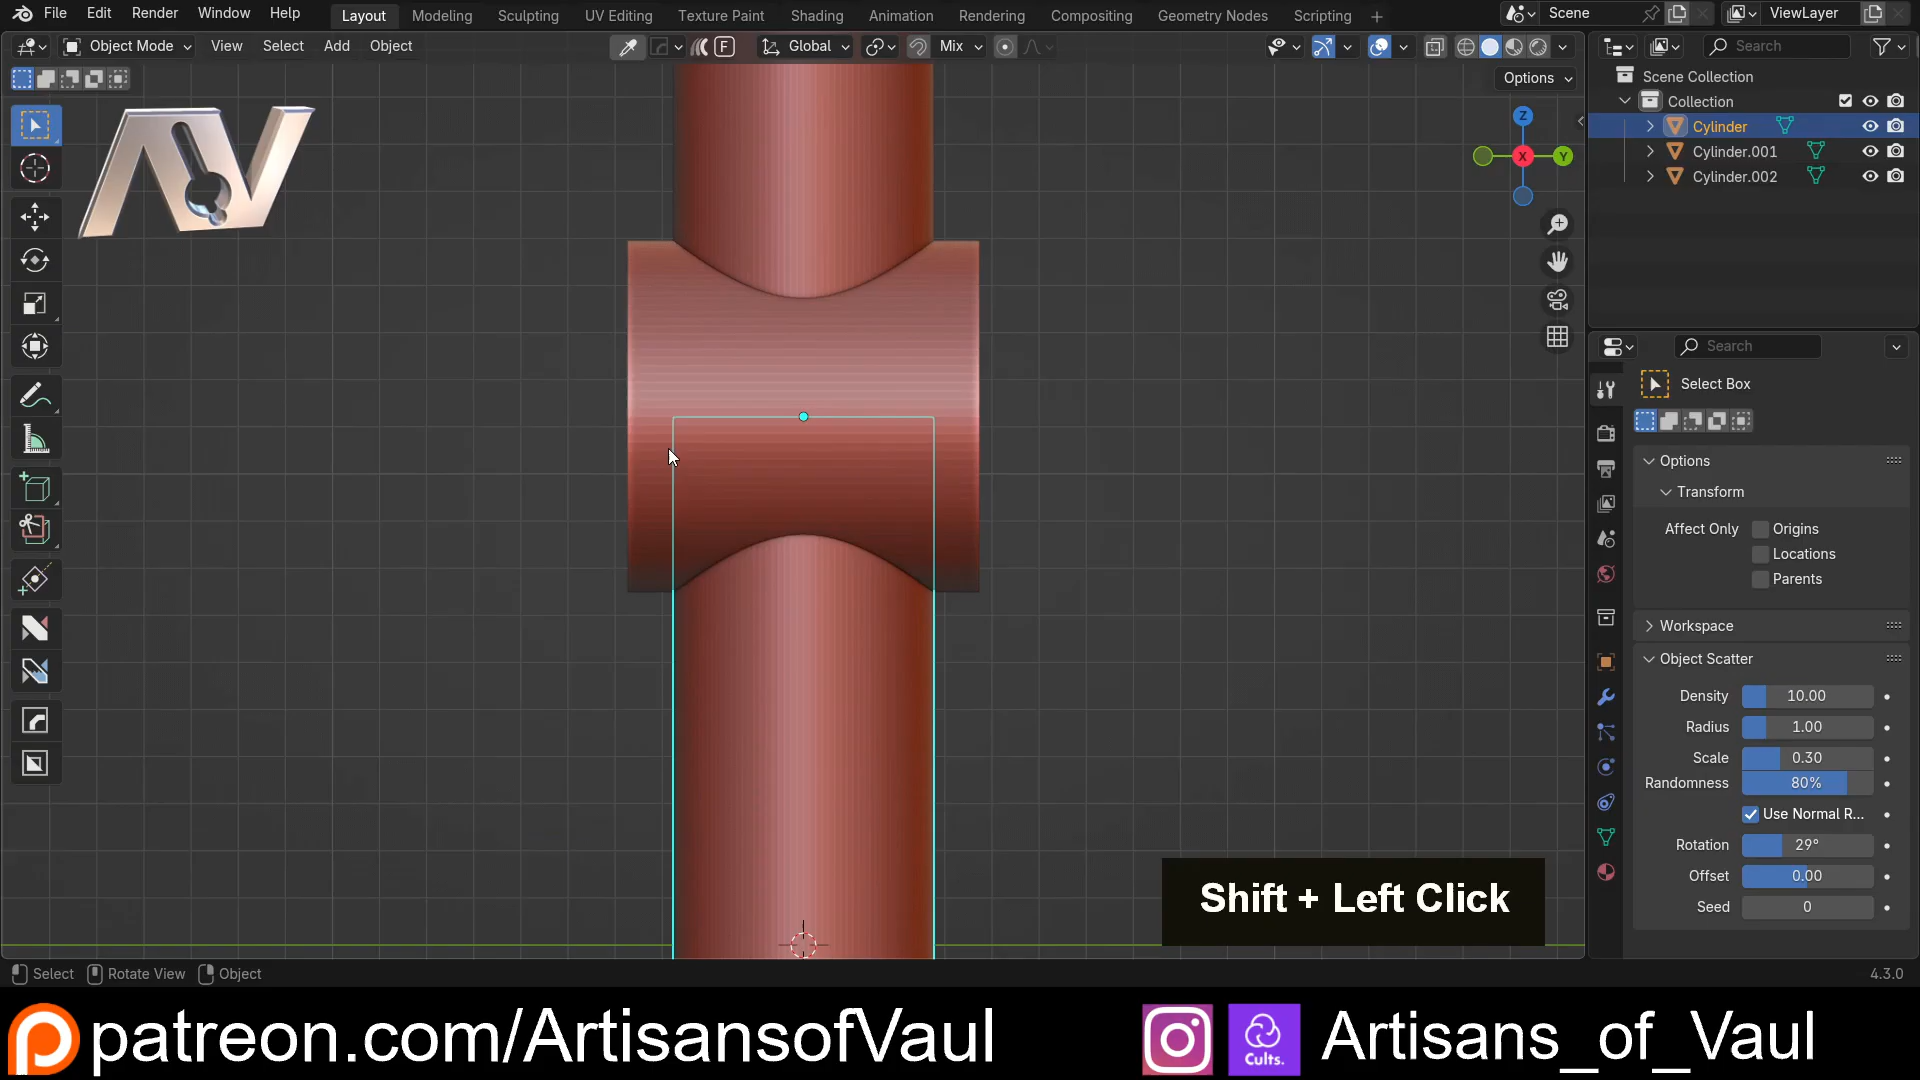 File Edit Render Window Help Layout Modeling Sculpting UV Editing Texture Paint Shading Animation Rendering Compositing Geometry Nodes Scripting + Scene ViewLayer
Object Mode View Select Add Object F Global Mix Search
Options
Scene Collection
Collection
Cylinder
Cylinder.001
Cylinder.002
Z
X
Y
AV
Search
Select Box
Options
Transform
Affect Only Origins
Locations
Parents
Workspace
Object Scatter
Density 10.00
Radius 1.00
Scale 0.30
Randomness 80%
Use Normal R...
Rotation 29°
Offset 0.00
Seed 0
Shift + Left Click
Select Rotate View Object 4.3.0
patreon.com/ArtisansofVaul Cults. Artisans_of_Vaul